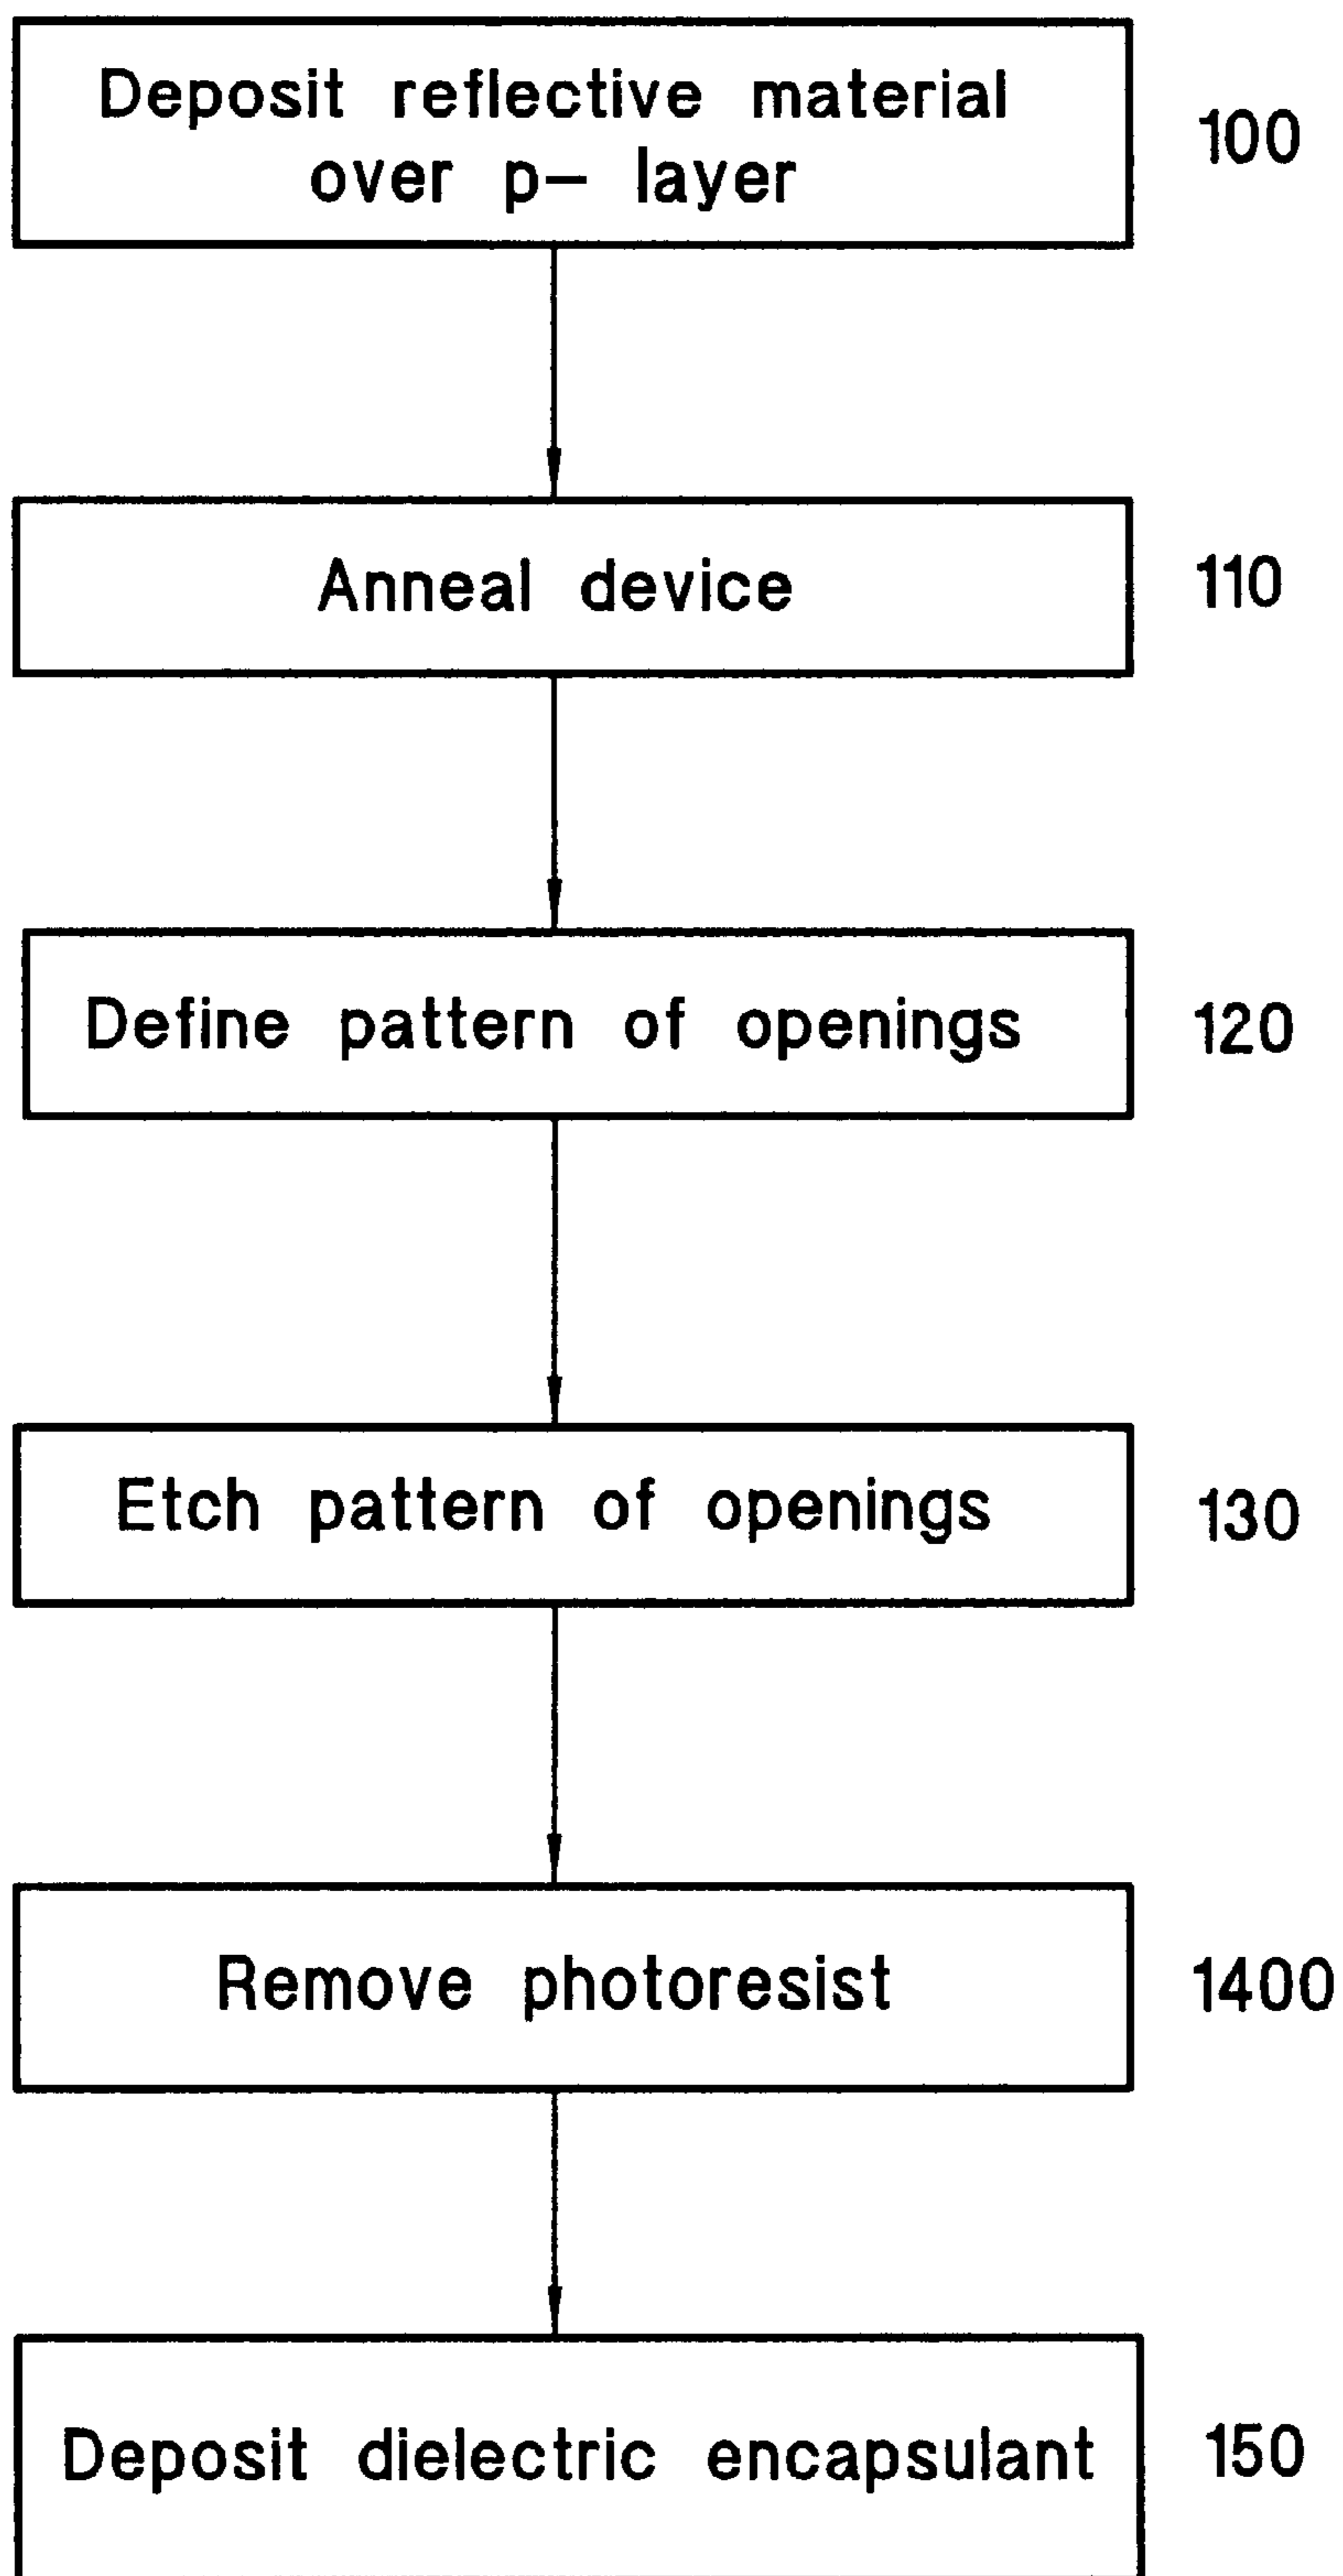 Deposit reflective material
over p- layer
100
Anneal device
110
Define pattern of openings
120
Etch pattern of openings
130
Remove photoresist
1400
Deposit dielectric encapsulant
150